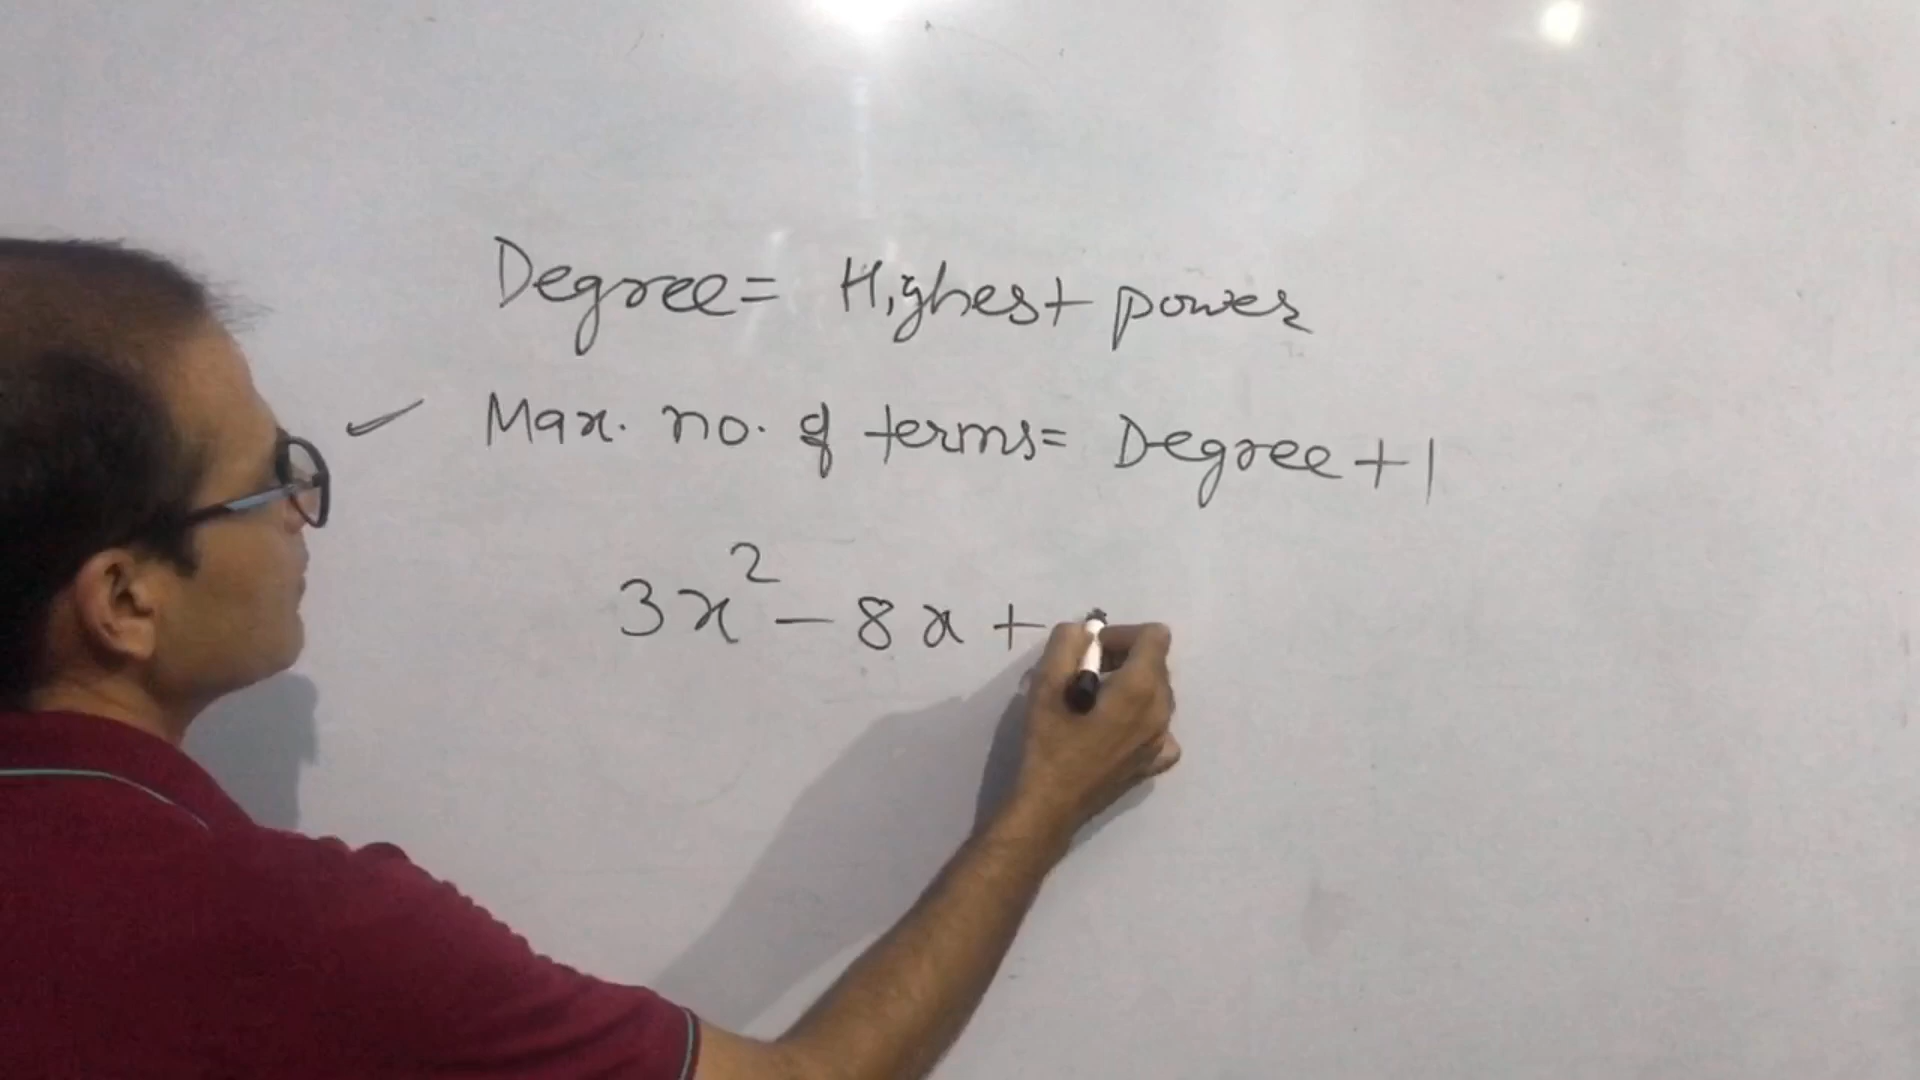 Degree = Highest power
Max. no. of terms = Degree + 1
3x² - 8x +